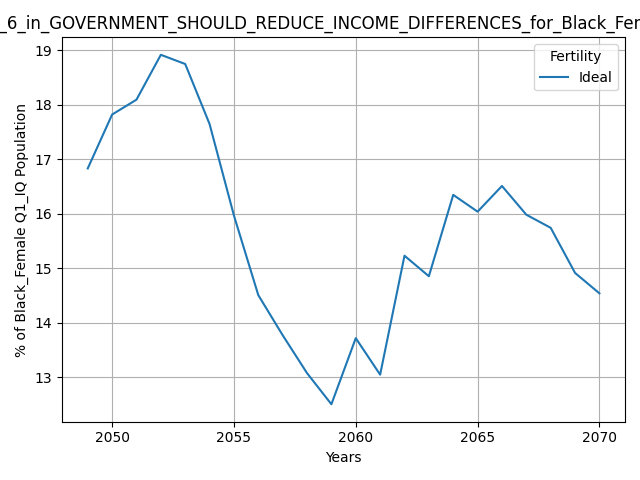 _6_in_GOVERNMENT_SHOULD_REDUCE_INCOME_DIFFERENCES_for_Black_Fem
19
18
17
16
15
14
13
% of Black_Female Q1_IQ Population
Fertility
Ideal
2050 2055 2060 2065 2070
Years